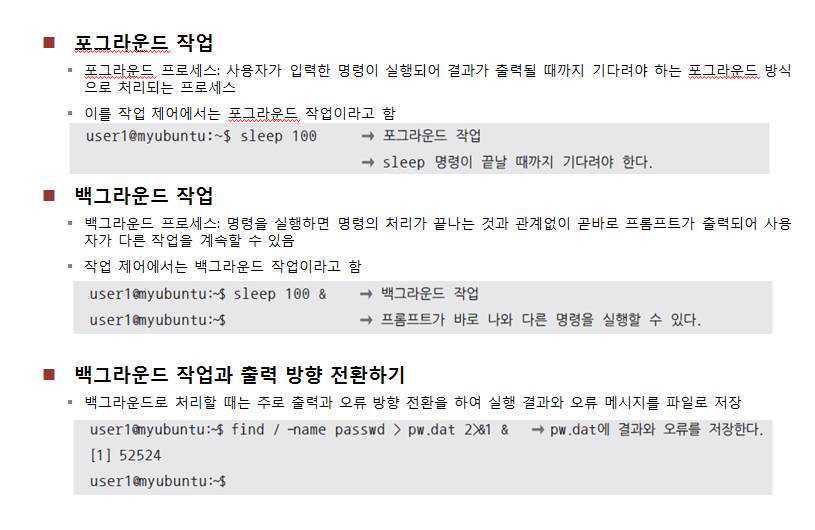 포그라운드 작업
포그라운드 프로세스: 사용자가 입력한 명령이 실행되어 결과가 출력될 때까지 기다려야 하는 포그라운드 방식
으로 처리되는 프로세스
이를 작업 제어에서는 포그라운드 작업이라고 함
user1@myubuntu:~$ sleep 100 → 포그라운드 작업
→ sleep 명령이 끝날 때까지 기다려야 한다.
백그라운드 작업
백그라운드 프로세스: 명령을 실행하면 명령의 처리가 끝나는 것과 관계없이 곧바로 프롬프트가 출력되어 사용
자가 다른 작업을 계속할 수 있음
작업 제어에서는 백그라운드 작업이라고 함
user1@myubuntu:~$ sleep 100 & → 백그라운드 작업
user1@myubuntu:~$ → 프롬프트가 바로 나와 다른 명령을 실행할 수 있다.
백그라운드 작업과 출력 방향 전환하기
백그라운드로 처리할 때는 주로 출력과 오류 방향 전환을 하여 실행 결과와 오류 메시지를 파일로 저장
user1@myubuntu:~$ find / -name passwd > pw.dat 2>&1 & → pw.dat에 결과와 오류를 저장한다.
[1] 52524
user1@myubuntu:~$